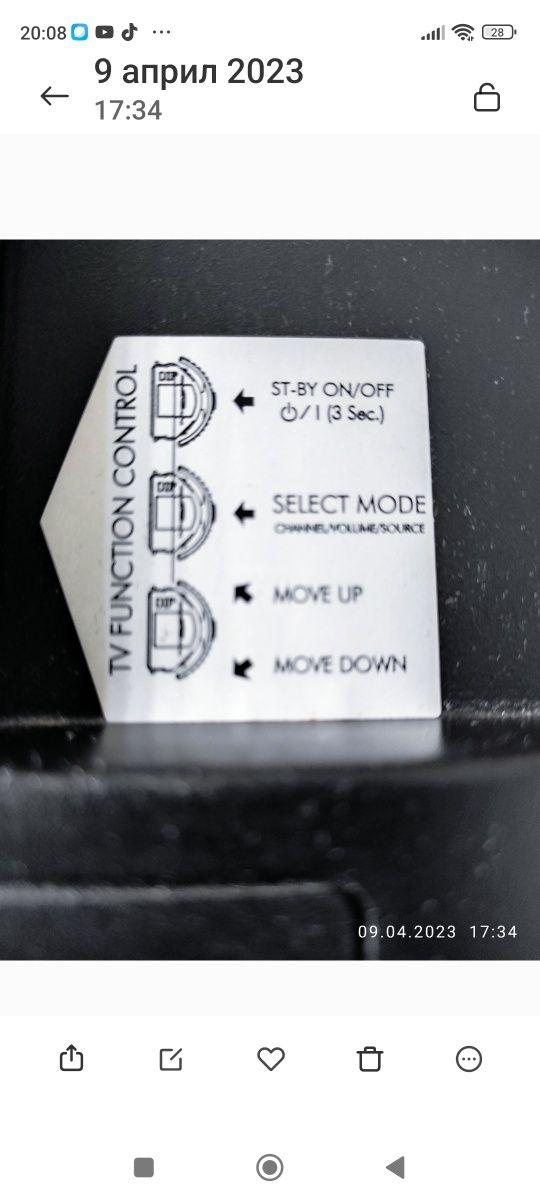 20:08
28
9 април 2023
17:34
TV FUNCTION CONTROL
ST-BY ON/OFF
⏻/I (3 Sec.)
SELECT MODE
CHANNEL/VOLUME/SOURCE
MOVE UP
MOVE DOWN
09.04.2023 17:34